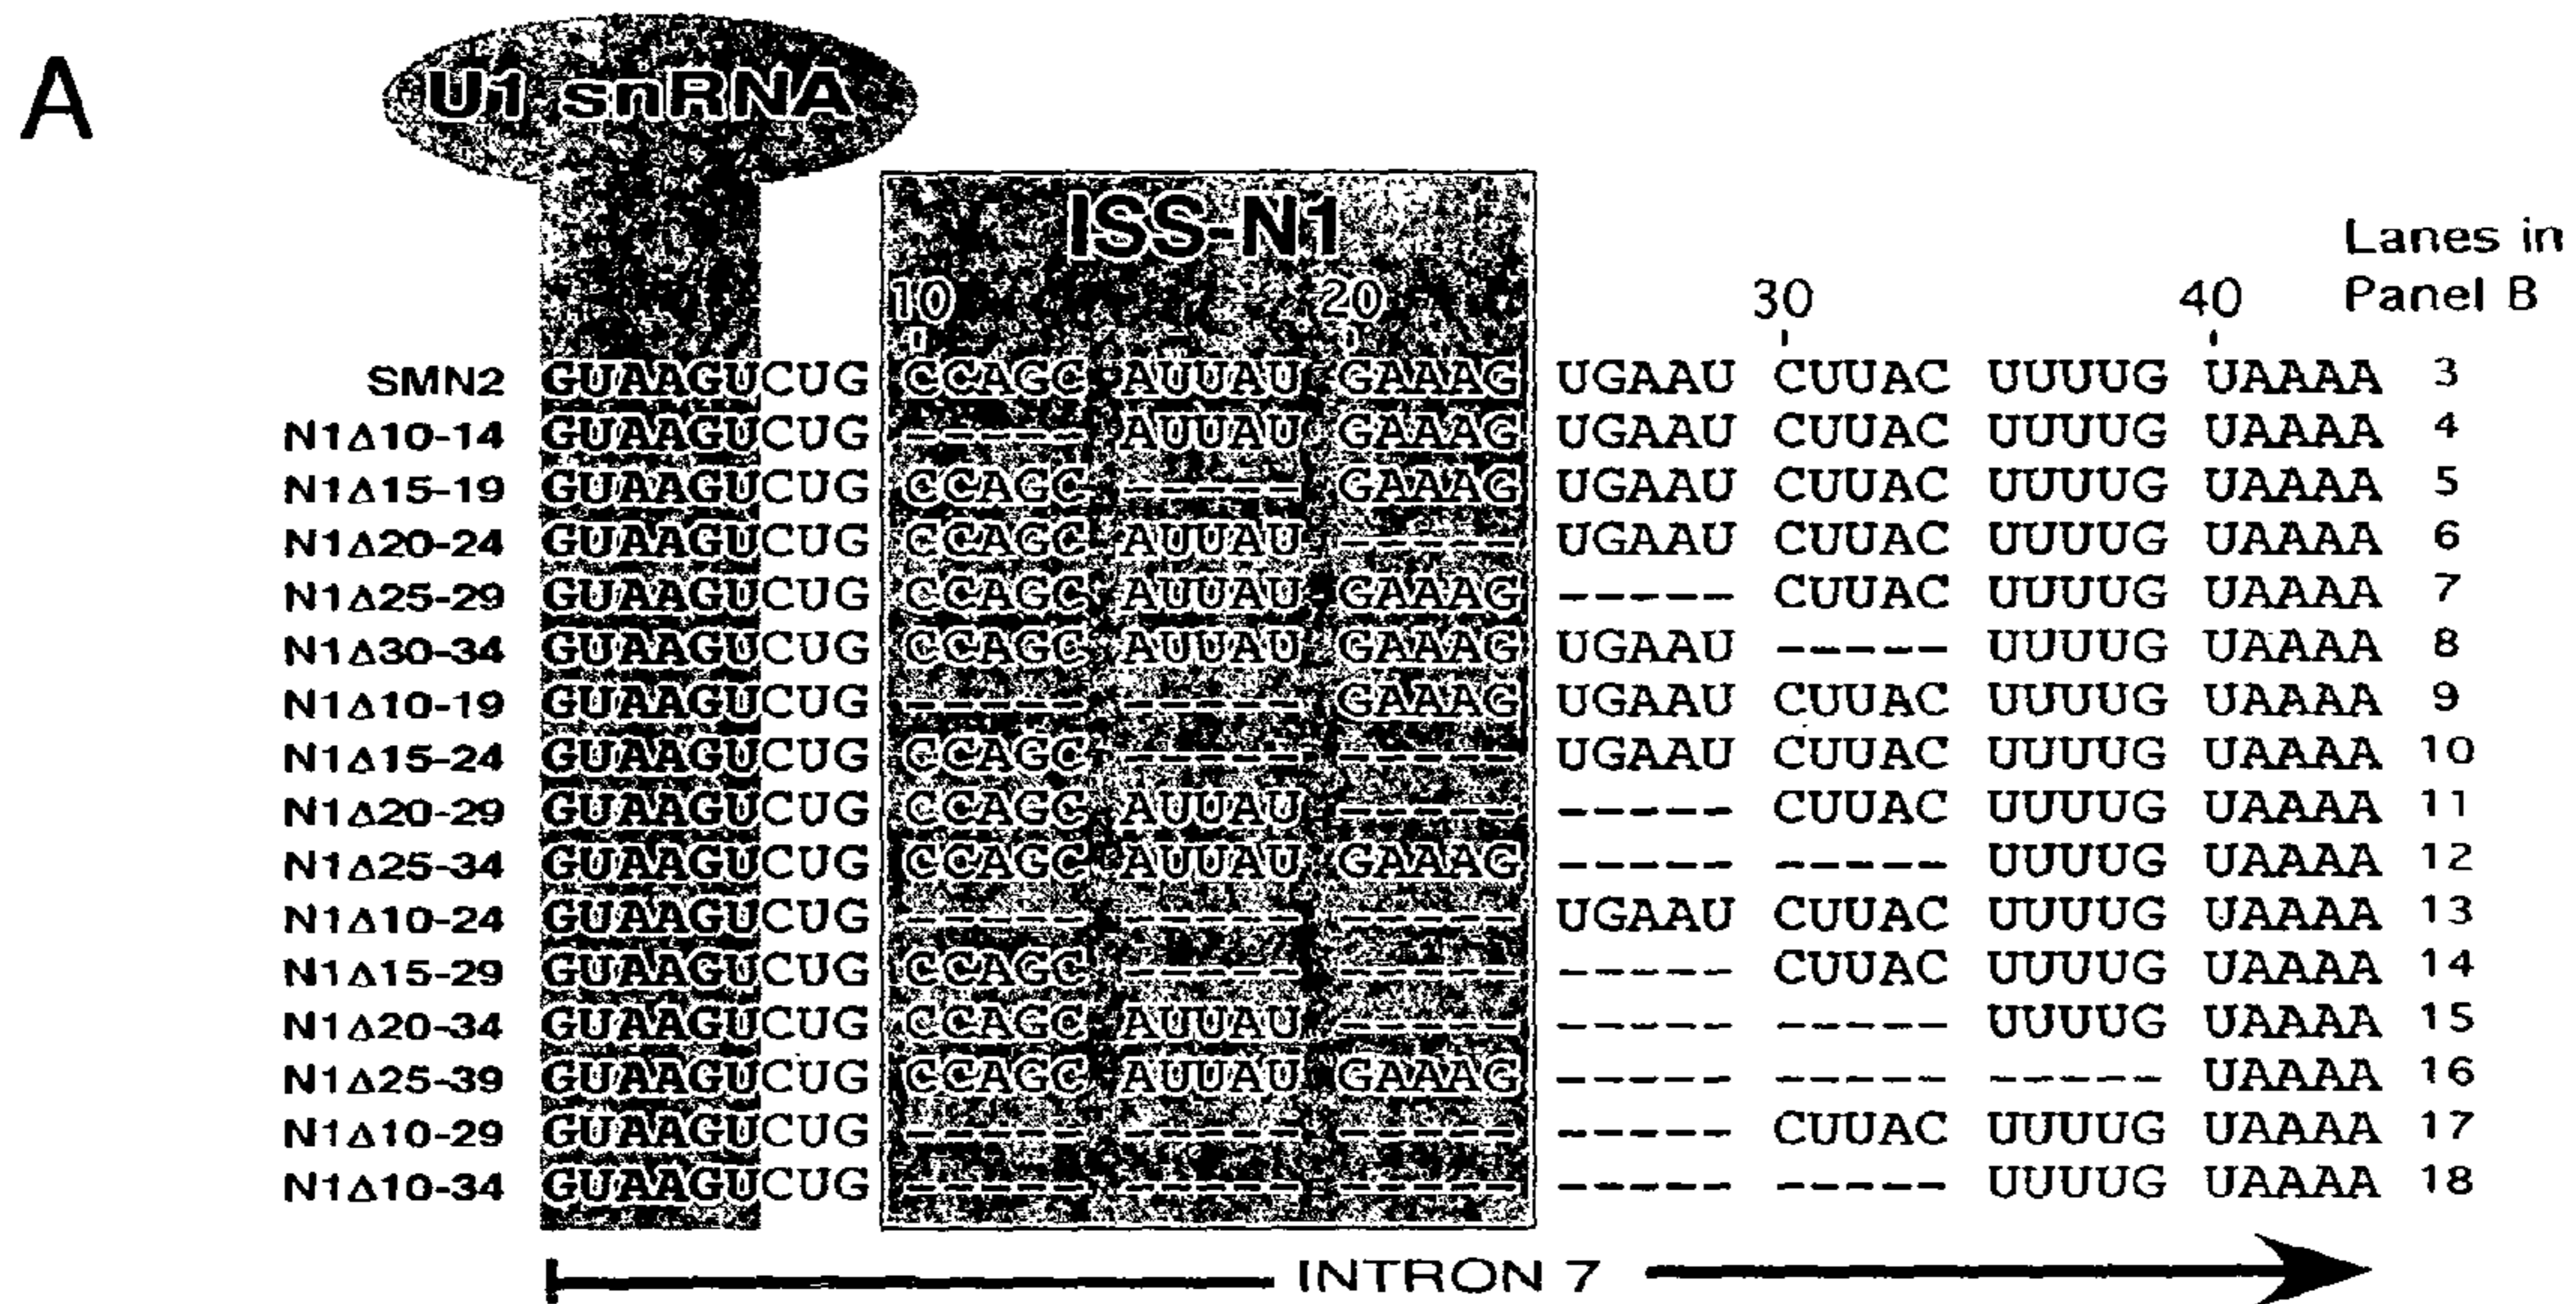 A
U1 snRNA
ISS-N1
Lanes in
Panel B
10 20 30 40
SMN2 GUAAGUCUG CCAGC AUUAU GAAAG UGAAU CUUAC UUUUG UAAAA 3
N1Δ10-14 GUAAGUCUG ----- AUUAU GAAAG UGAAU CUUAC UUUUG UAAAA 4
N1Δ15-19 GUAAGUCUG CCAGC ----- GAAAG UGAAU CUUAC UUUUG UAAAA 5
N1Δ20-24 GUAAGUCUG CCAGC AUUAU ----- UGAAU CUUAC UUUUG UAAAA 6
N1Δ25-29 GUAAGUCUG CCAGC AUUAU GAAAG ----- CUUAC UUUUG UAAAA 7
N1Δ30-34 GUAAGUCUG CCAGC AUUAU GAAAG UGAAU ----- UUUUG UAAAA 8
N1Δ10-19 GUAAGUCUG ----- ----- GAAAG UGAAU CUUAC UUUUG UAAAA 9
N1Δ15-24 GUAAGUCUG CCAGC ----- ----- UGAAU CUUAC UUUUG UAAAA 10
N1Δ20-29 GUAAGUCUG CCAGC AUUAU ----- ----- CUUAC UUUUG UAAAA 11
N1Δ25-34 GUAAGUCUG CCAGC AUUAU GAAAG ----- ----- UUUUG UAAAA 12
N1Δ10-24 GUAAGUCUG ----- ----- ----- UGAAU CUUAC UUUUG UAAAA 13
N1Δ15-29 GUAAGUCUG CCAGC ----- ----- ----- CUUAC UUUUG UAAAA 14
N1Δ20-34 GUAAGUCUG CCAGC AUUAU ----- ----- ----- UUUUG UAAAA 15
N1Δ25-39 GUAAGUCUG CCAGC AUUAU GAAAG ----- ----- ----- UAAAA 16
N1Δ10-29 GUAAGUCUG ----- ----- ----- ----- CUUAC UUUUG UAAAA 17
N1Δ10-34 GUAAGUCUG ----- ----- ----- ----- ----- UUUUG UAAAA 18
INTRON 7